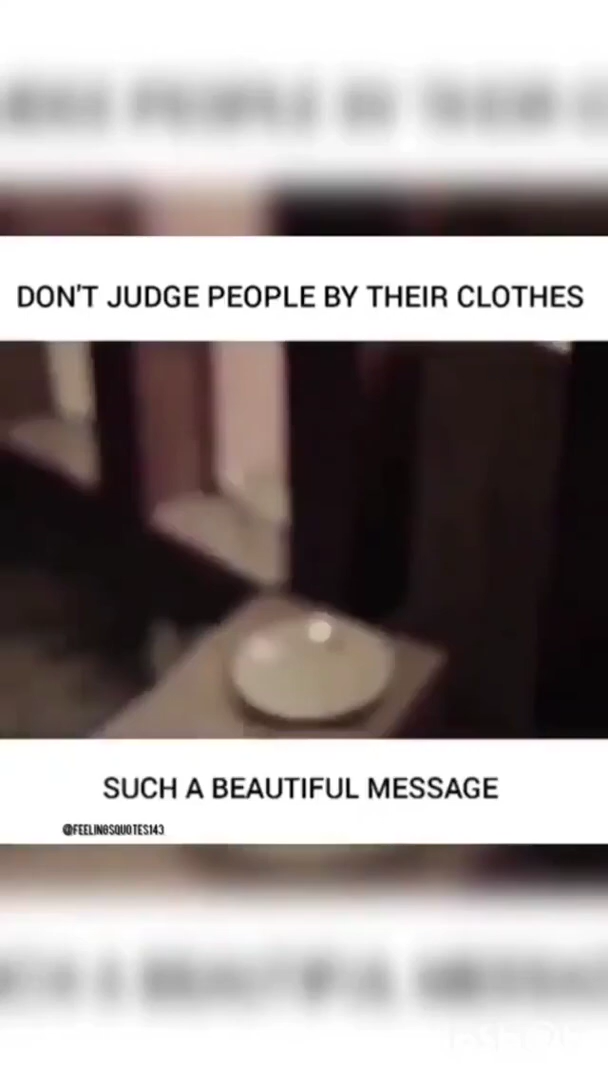 DON'T JUDGE PEOPLE BY THEIR CLOTHES
SUCH A BEAUTIFUL MESSAGE
@FEELINGSQUOTES143